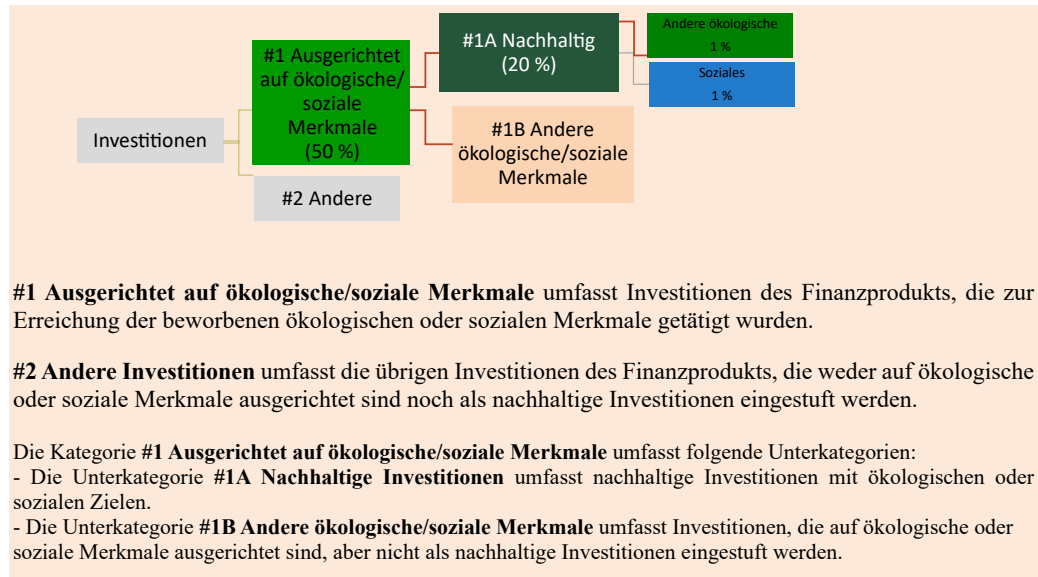 Investitionen
#1 Ausgerichtet
auf ökologische/
soziale
Merkmale
(50 %)
#2 Andere
#1A Nachhaltig
(20 %)
#1B Andere
ökologische/soziale
Merkmale
Andere ökologische
1 %
Soziales
1 %
#1 Ausgerichtet auf ökologische/soziale Merkmale umfasst Investitionen des Finanzprodukts, die zur
Erreichung der beworbenen ökologischen oder sozialen Merkmale getätigt wurden.
#2 Andere Investitionen umfasst die übrigen Investitionen des Finanzprodukts, die weder auf ökologische
oder soziale Merkmale ausgerichtet sind noch als nachhaltige Investitionen eingestuft werden.
Die Kategorie #1 Ausgerichtet auf ökologische/soziale Merkmale umfasst folgende Unterkategorien:
- Die Unterkategorie #1A Nachhaltige Investitionen umfasst nachhaltige Investitionen mit ökologischen oder
sozialen Zielen.
- Die Unterkategorie #1B Andere ökologische/soziale Merkmale umfasst Investitionen, die auf ökologische oder
soziale Merkmale ausgerichtet sind, aber nicht als nachhaltige Investitionen eingestuft werden.